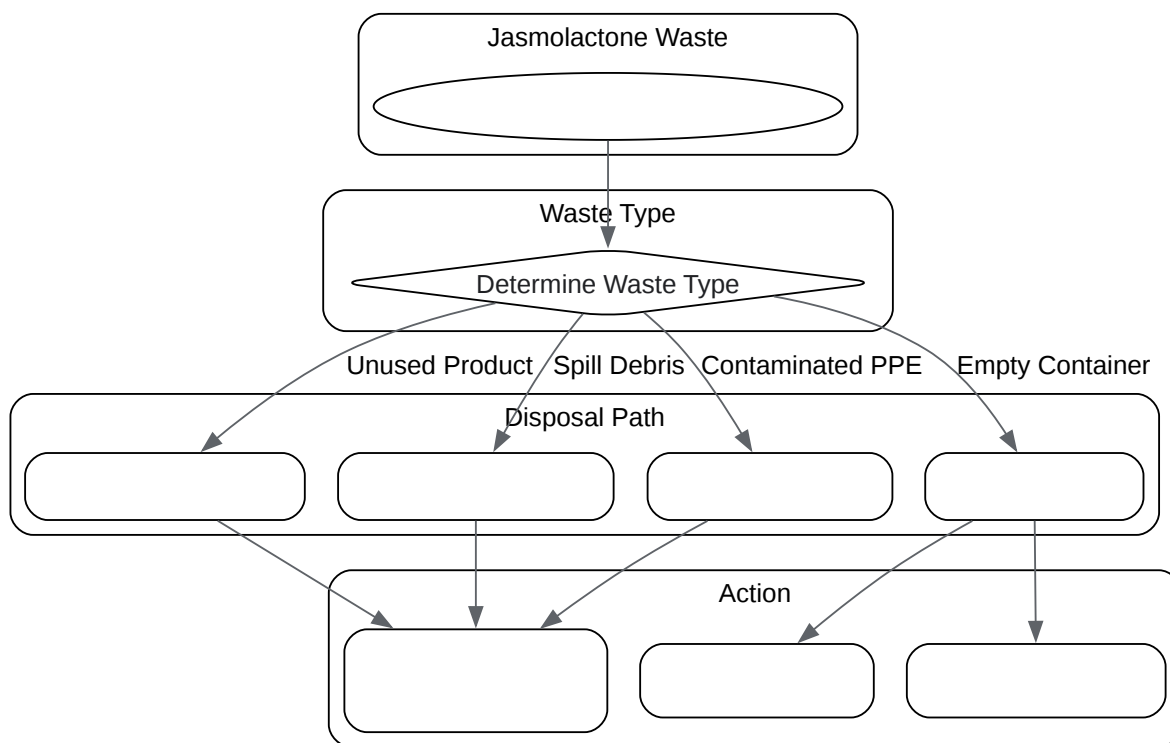 Jasmolactone Waste
Waste Type
Determine Waste Type
Unused Product
Spill Debris
Contaminated PPE
Empty Container
Disposal Path
Action